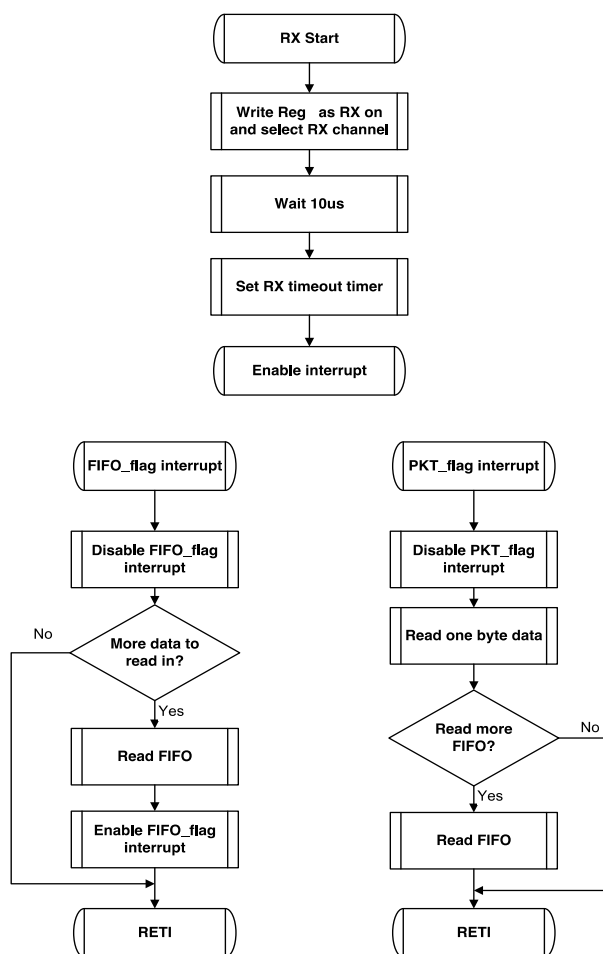 RX Start
Write Reg as RX on
and select RX channel
Wait 10us
Set RX timeout timer
Enable interrupt
FIFO_flag interrupt
Disable FIFO_flag
interrupt
No
More data to
read in?
Yes
Read FIFO
Enable FIFO_flag
interrupt
RETI
PKT_flag interrupt
Disable PKT_flag
interrupt
Read one byte data
Read more
FIFO?
No
Yes
Read FIFO
RETI